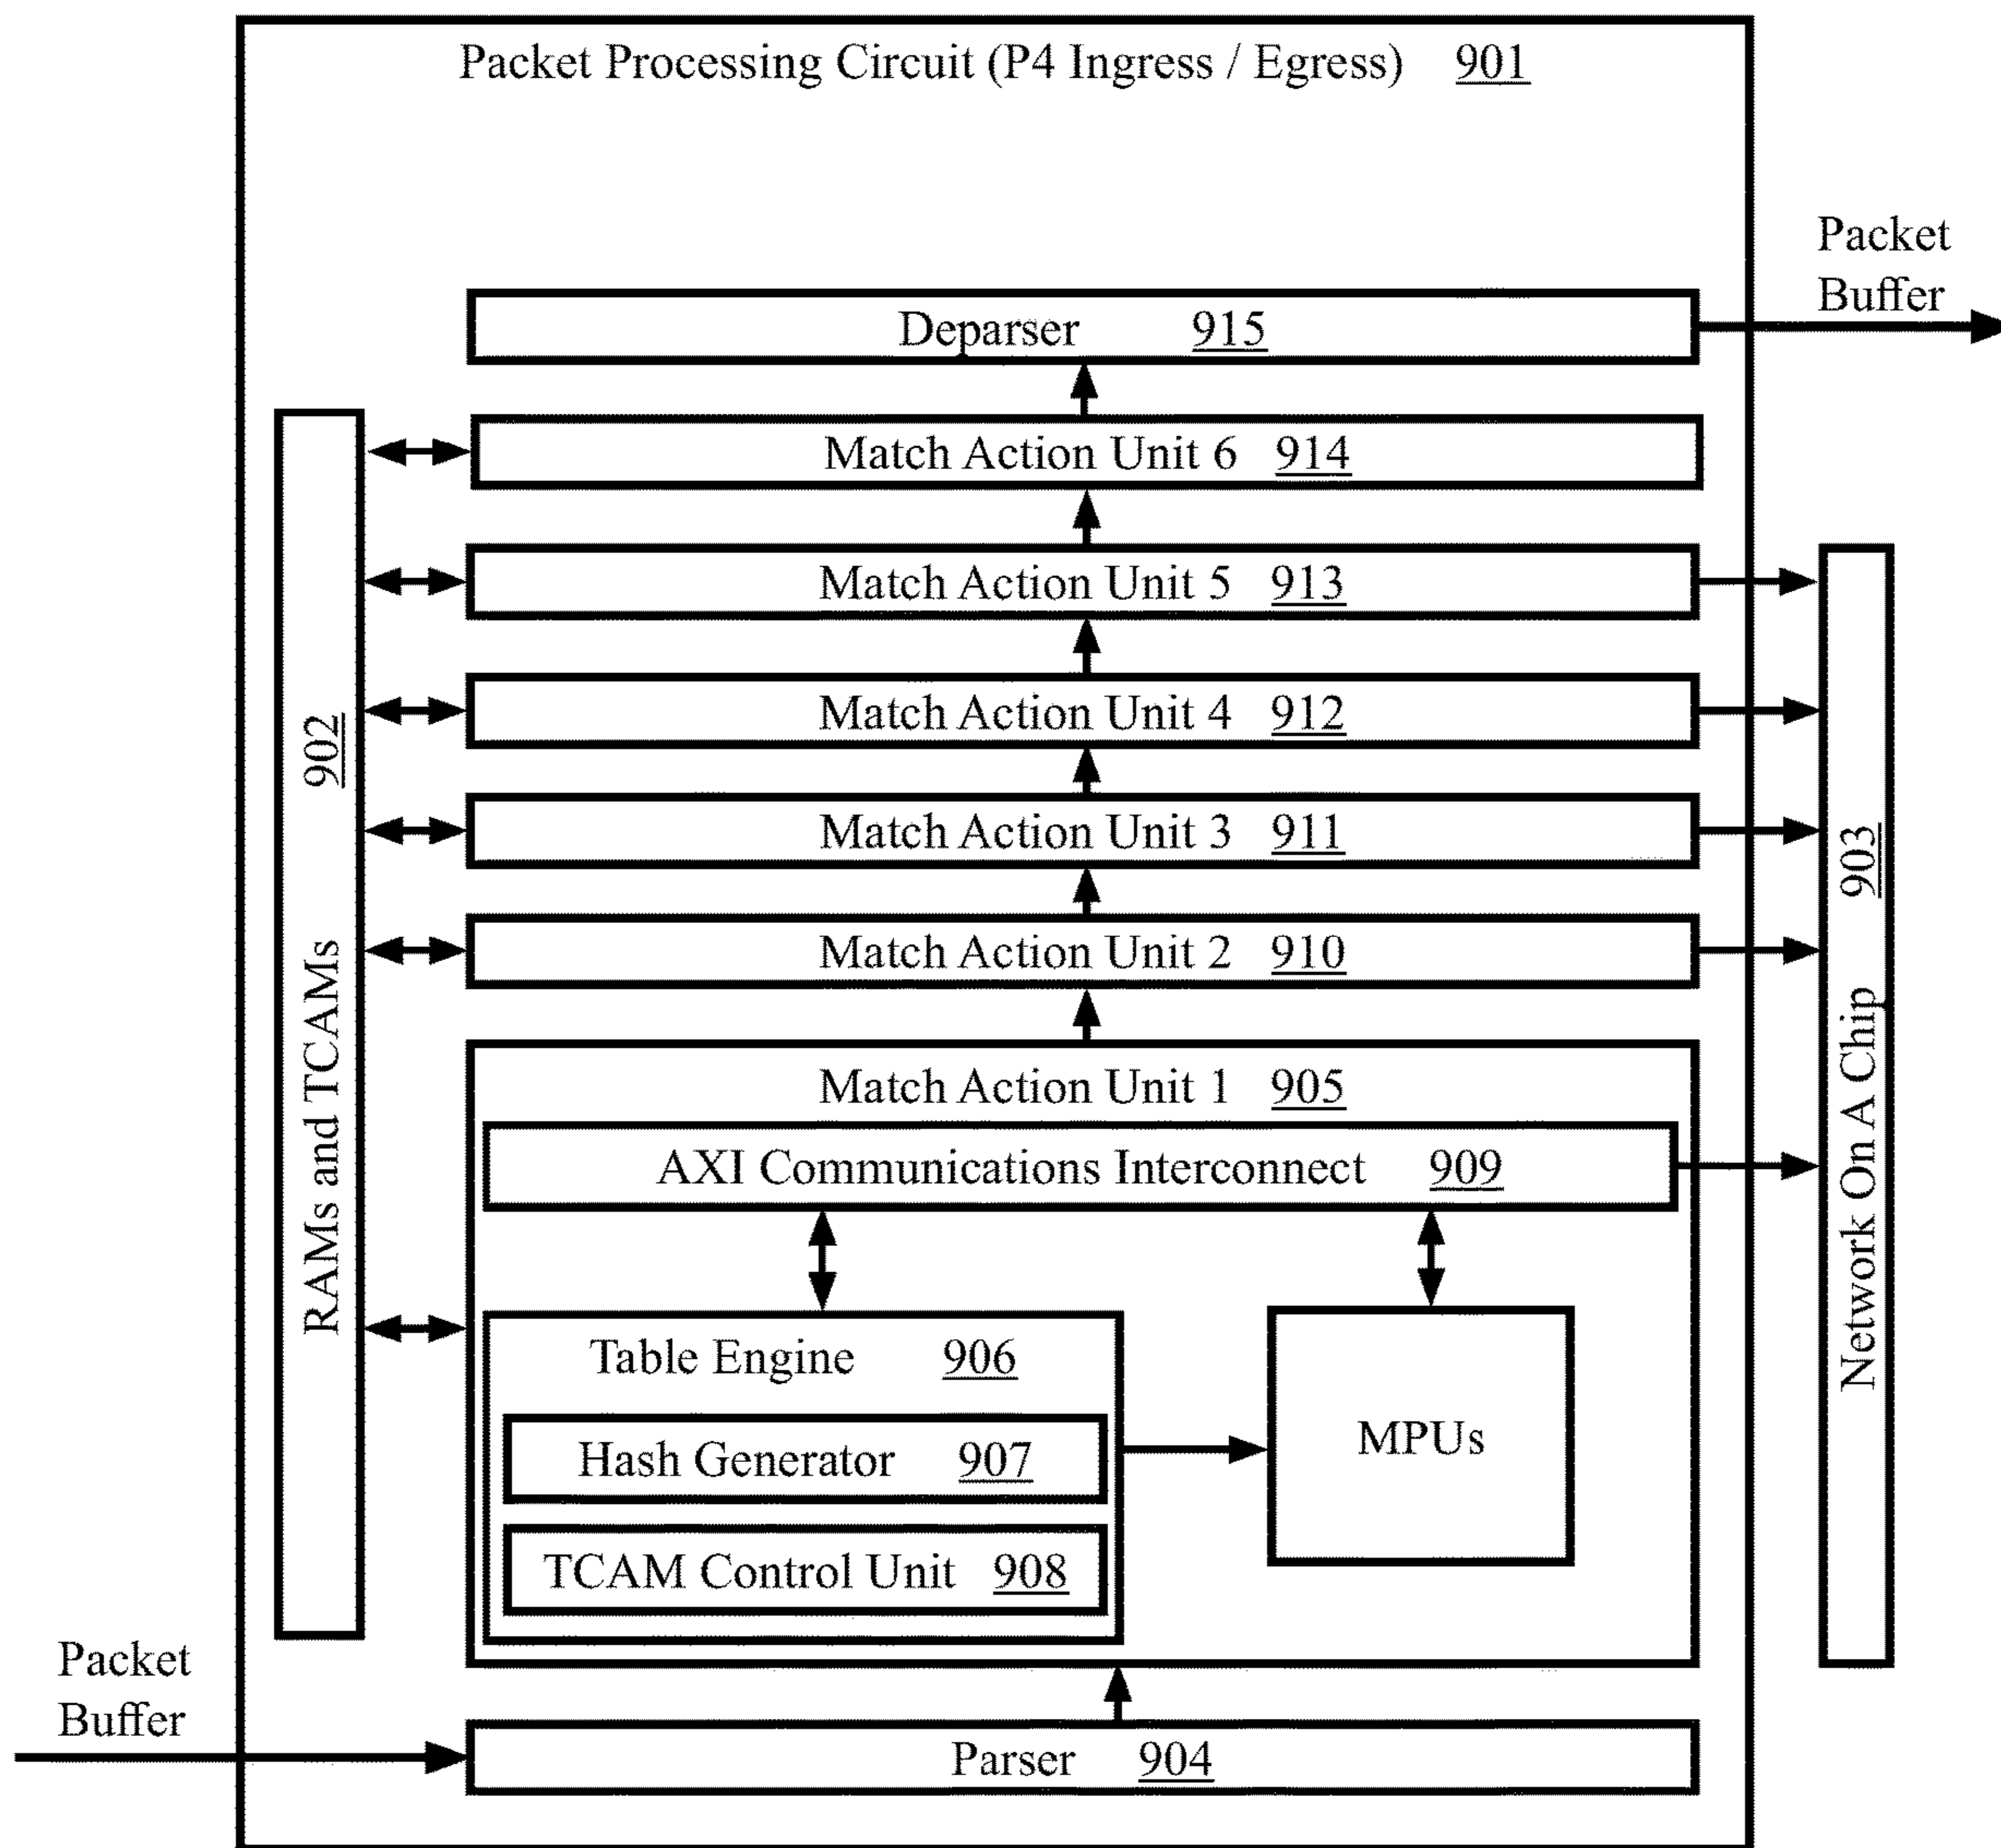 Packet Processing Circuit (P4 Ingress / Egress) 901
Packet
Buffer
Deparser 915
Match Action Unit 6 914
Match Action Unit 5 913
Match Action Unit 4 912
Match Action Unit 3 911
Match Action Unit 2 910
RAMs and TCAMs 902
Network On A Chip 903
Match Action Unit 1 905
AXI Communications Interconnect 909
Table Engine 906
Hash Generator 907
TCAM Control Unit 908
MPUs
Packet
Buffer
Parser 904